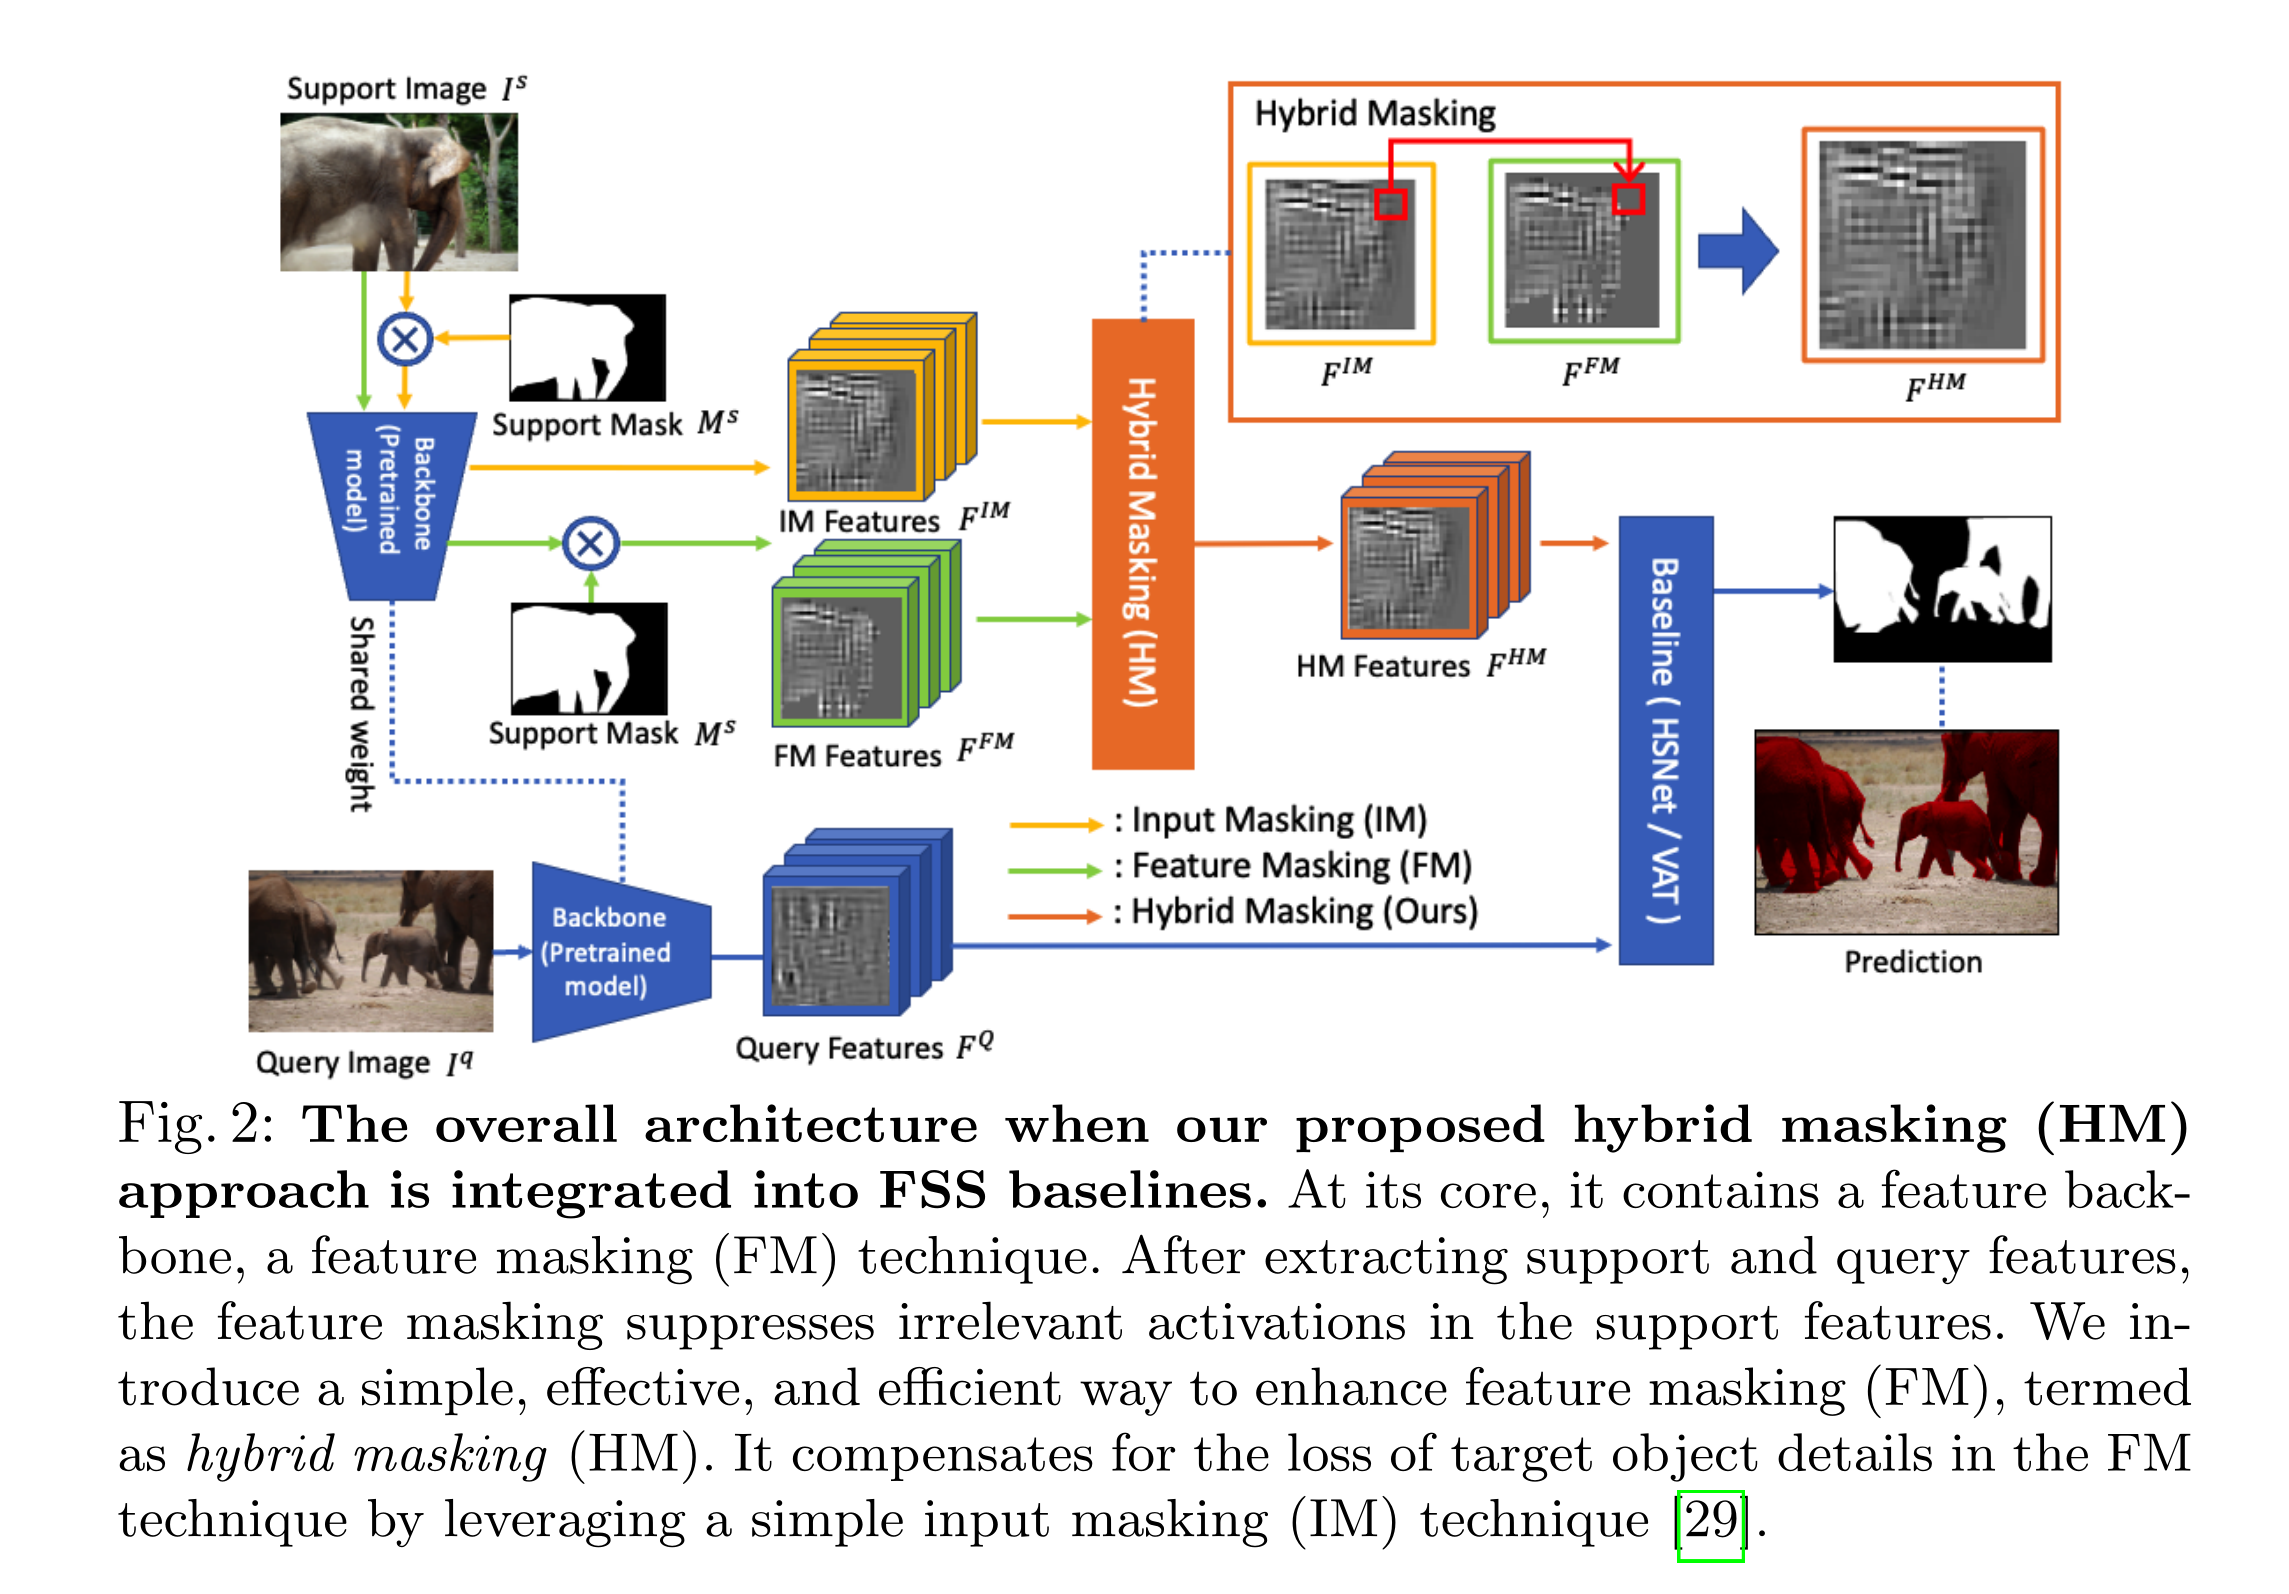 Support Image I^s
Hybrid Masking
F^IM
F^FM
F^HM
Support Mask M^s
Backbone
(Pretrained
model)
IM Features F^IM
Hybrid Masking (HM)
HM Features F^HM
Baseline ( HSNet / VAT )
Support Mask M^s
FM Features F^FM
Shared weight
: Input Masking (IM)
: Feature Masking (FM)
: Hybrid Masking (Ours)
Backbone
(Pretrained
model)
Prediction
Query Image I^q
Query Features F^Q
Fig. 2: The overall architecture when our proposed hybrid masking (HM)
approach is integrated into FSS baselines. At its core, it contains a feature back-
bone, a feature masking (FM) technique. After extracting support and query features,
the feature masking suppresses irrelevant activations in the support features. We in-
troduce a simple, effective, and efficient way to enhance feature masking (FM), termed
as hybrid masking (HM). It compensates for the loss of target object details in the FM
technique by leveraging a simple input masking (IM) technique [29].